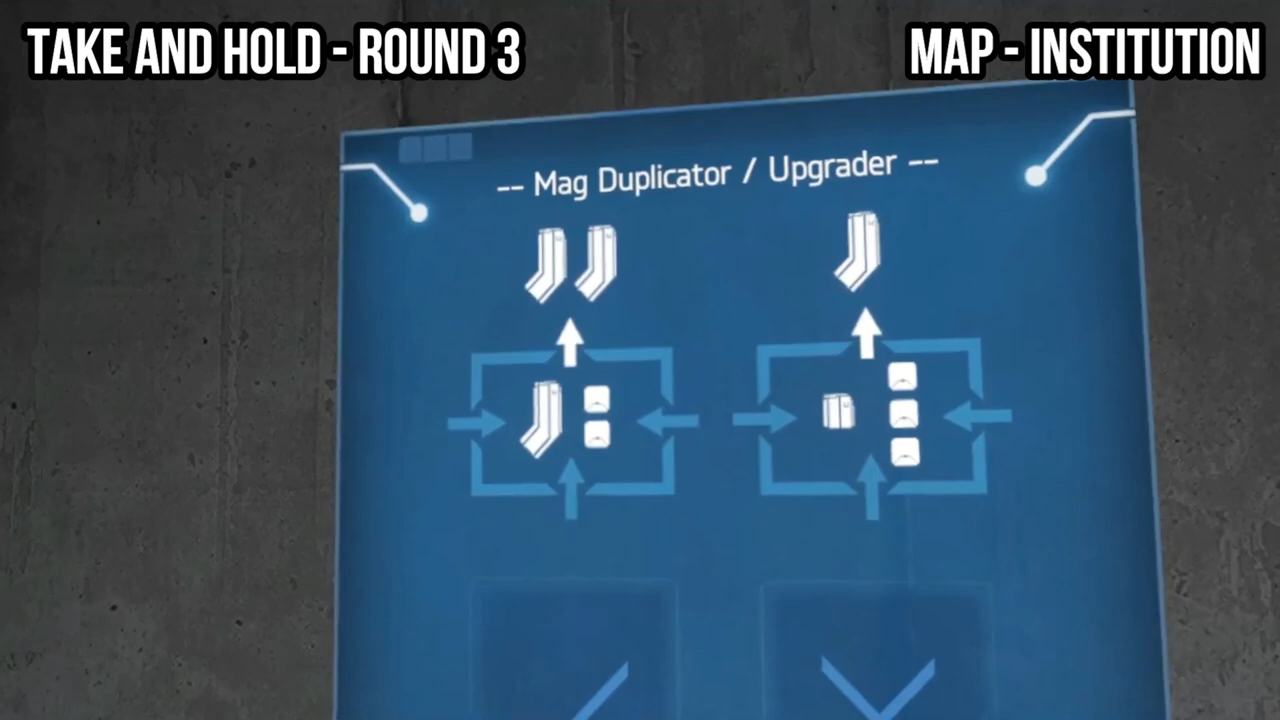 TAKE AND HOLD - ROUND 3
MAP - INSTITUTION
-- Mag Duplicator / Upgrader --